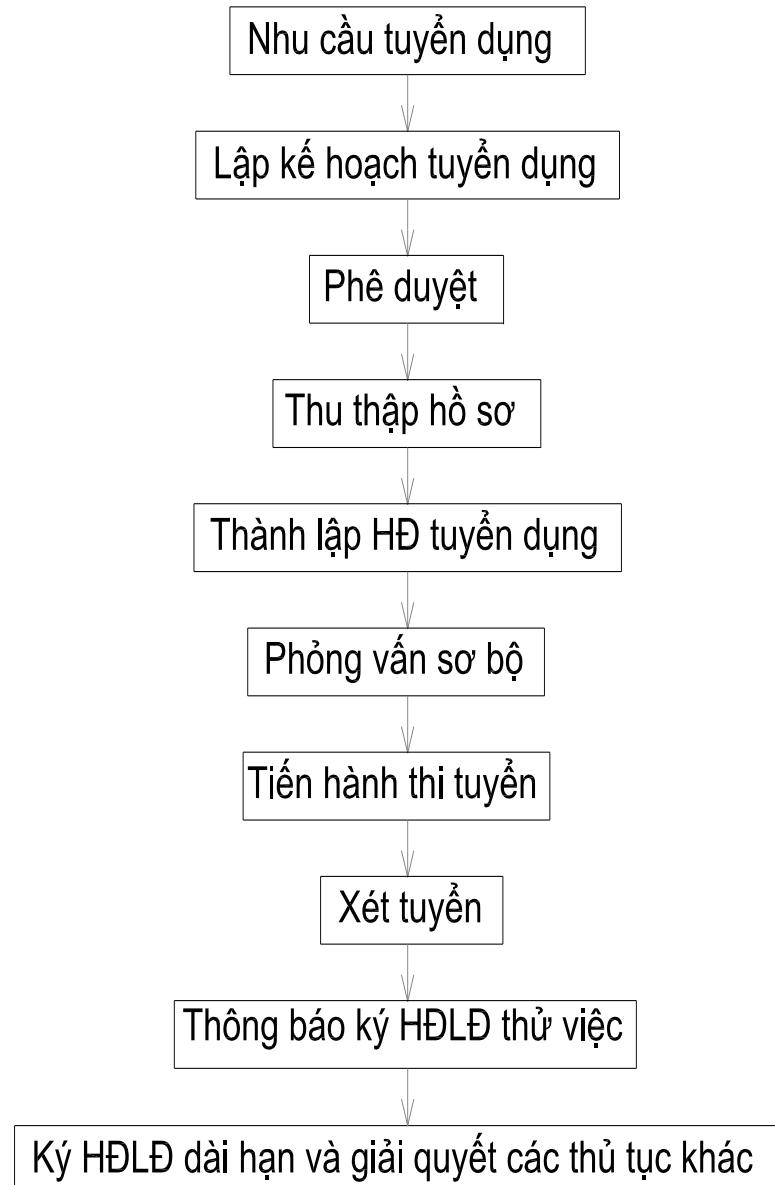 Nhu cầu tuyển dụng
Lập kế hoạch tuyển dụng
Phê duyệt
Thu thập hồ sơ
Thành lập HĐ tuyển dụng
Phỏng vấn sơ bộ
Tiến hành thi tuyển
Xét tuyển
Thông báo ký HĐLĐ thử việc
Ký HĐLĐ dài hạn và giải quyết các thủ tục khác